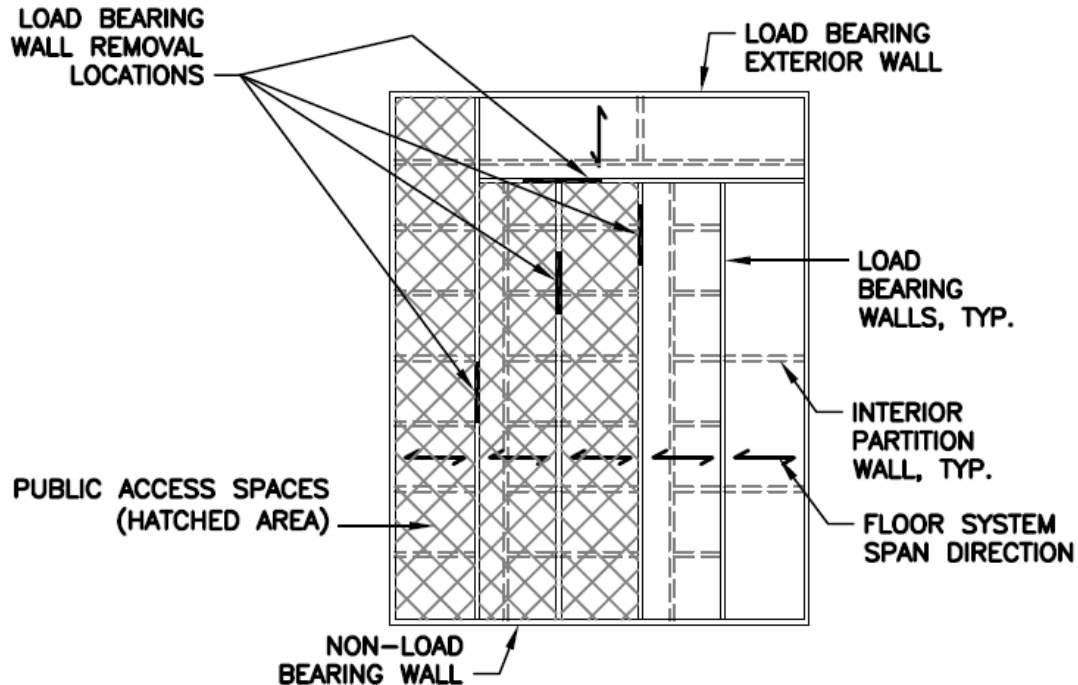 LOAD BEARING
WALL REMOVAL
LOCATIONS
LOAD BEARING
EXTERIOR WALL
LOAD
BEARING
WALLS, TYP.
INTERIOR
PARTITION
WALL, TYP.
PUBLIC ACCESS SPACES
(HATCHED AREA)
FLOOR SYSTEM
SPAN DIRECTION
NON-LOAD
BEARING WALL